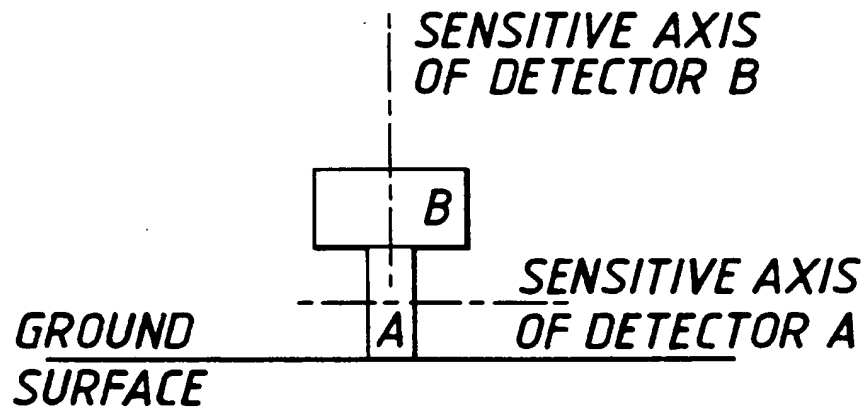 SENSITIVE AXIS
OF DETECTOR B
B
SENSITIVE AXIS
OF DETECTOR A
A
GROUND
SURFACE